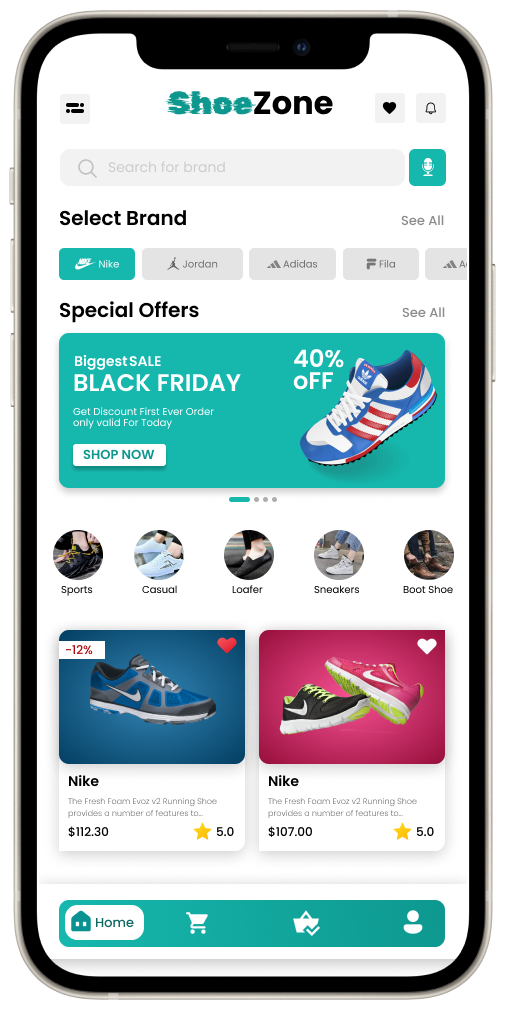 ShoeZone
Search for brand
Select Brand
See All
Nike
Jordan
Adidas
Fila
Special Offers
See All
Biggest SALE
BLACK FRIDAY
Get Discount First Ever Order
only valid For Today
SHOP NOW
40%
oFF
Sports
Casual
Loafer
Sneakers
Boot Shoe
-12%
Nike
The Fresh Foam Evoz v2 Running Shoe
provides a number of features to...
$112.30
5.0
Nike
The Fresh Foam Evoz v2 Running Shoe
provides a number of features to...
$107.00
5.0
Home